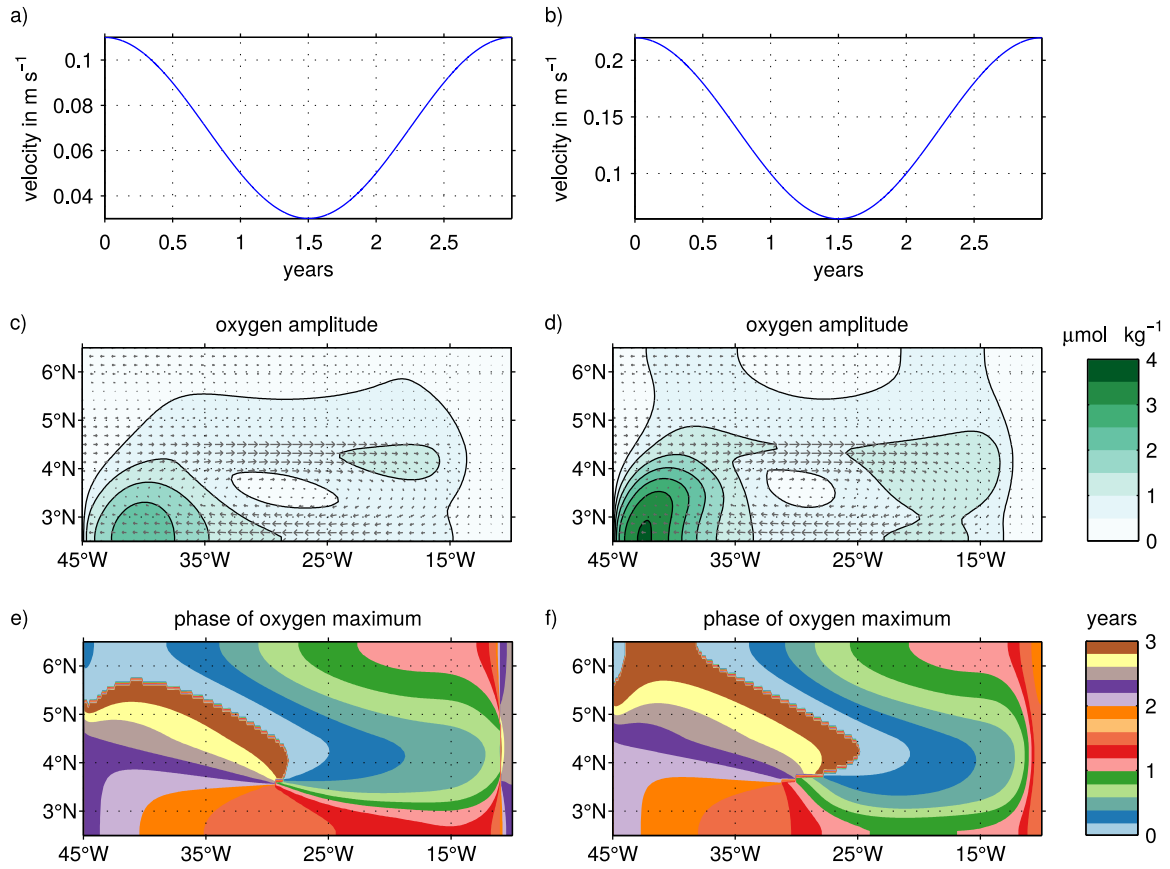 a)
b)
velocity in m s⁻¹
0.1
0.08
0.06
0.04
0 0.5 1 1.5 2 2.5
years
velocity in m s⁻¹
0.2
0.15
0.1
0 0.5 1 1.5 2 2.5
years
c)
oxygen amplitude
6°N
5°N
4°N
3°N
45°W 35°W 25°W 15°W
d)
oxygen amplitude
6°N
5°N
4°N
3°N
45°W 35°W 25°W 15°W
μmol kg⁻¹
4
3
2
1
0
e)
phase of oxygen maximum
6°N
5°N
4°N
3°N
45°W 35°W 25°W 15°W
f)
phase of oxygen maximum
6°N
5°N
4°N
3°N
45°W 35°W 25°W 15°W
years
3
2
1
0